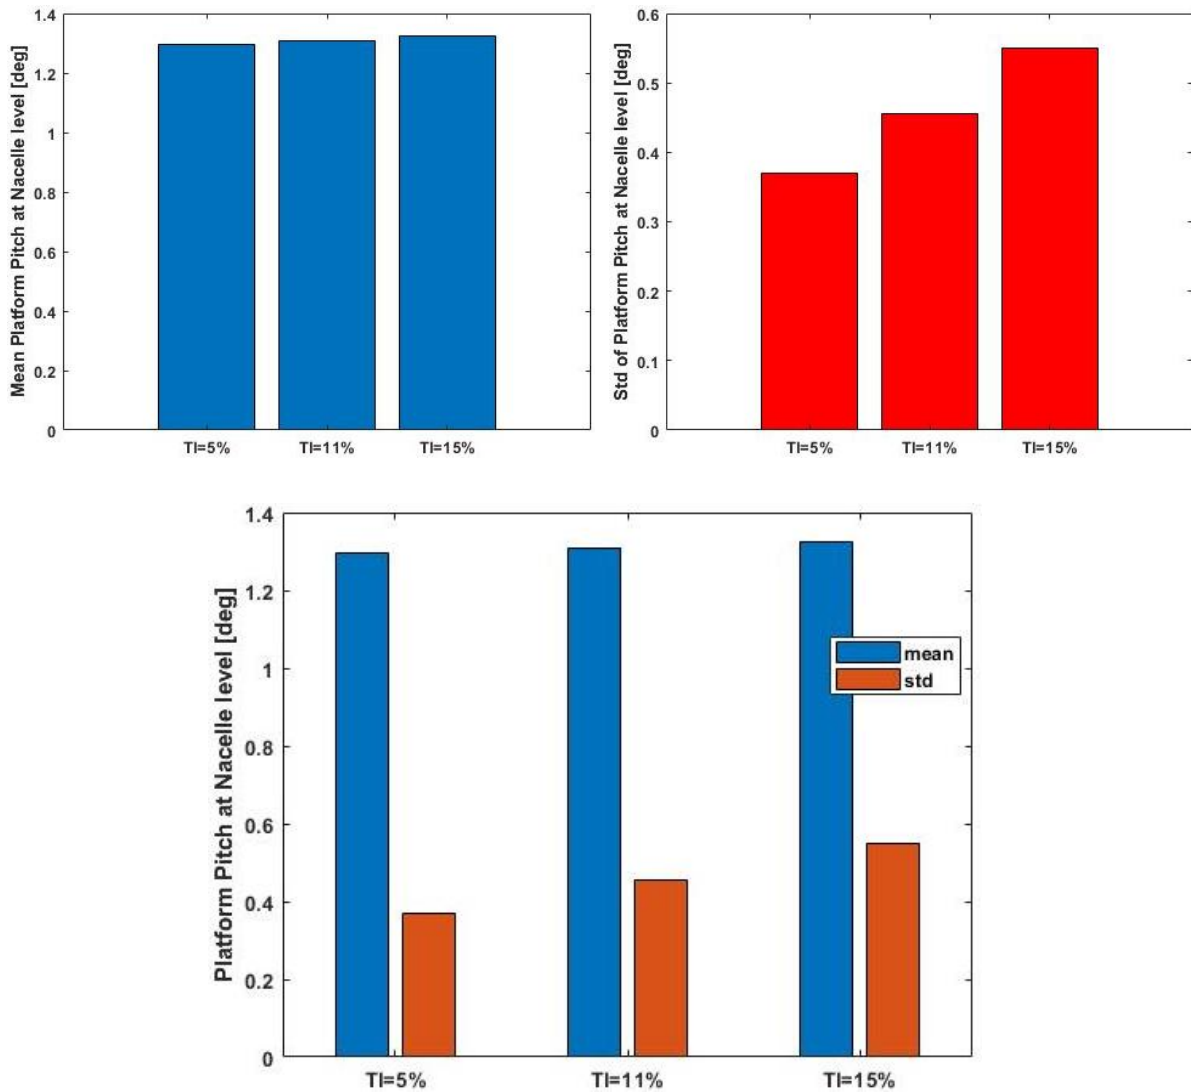 Mean Platform Pitch at Nacelle level [deg]
1.4
1.2
1
0.8
0.6
0.4
0.2
0
TI=5%
TI=11%
TI=15%
Std of Platform Pitch at Nacelle level [deg]
0.6
0.5
0.4
0.3
0.2
0.1
0
TI=5%
TI=11%
TI=15%
Platform Pitch at Nacelle level [deg]
1.4
1.2
1
0.8
0.6
0.4
0.2
0
TI=5%
TI=11%
TI=15%
mean
std